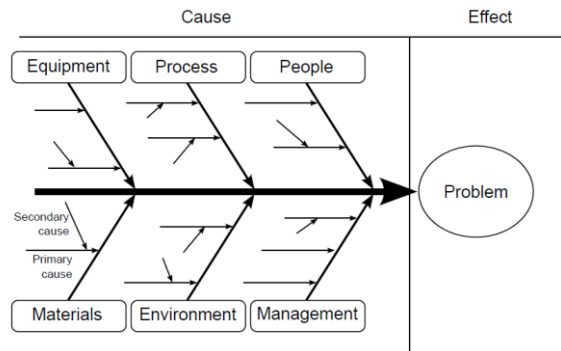 Cause
Effect
Equipment
Process
People
Problem
Secondary
cause
Primary
cause
Materials
Environment
Management